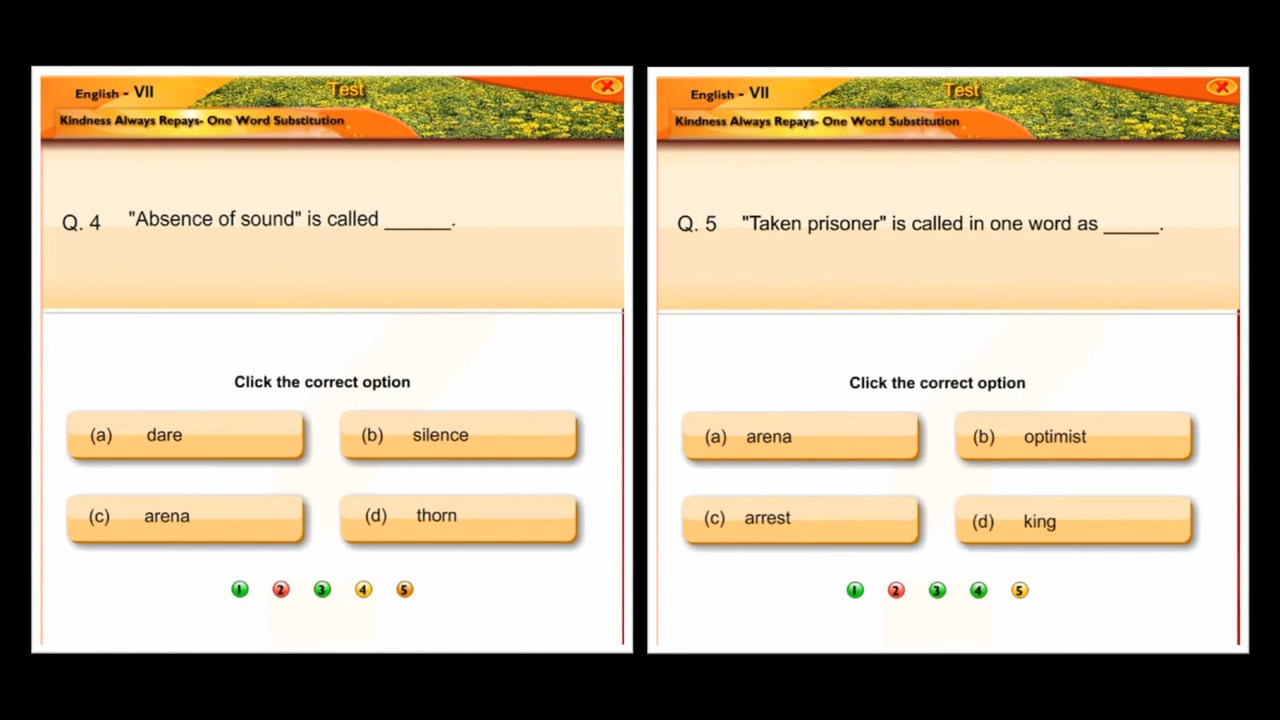 English - VII
Test
Kindness Always Repays- One Word Substitution
Q. 4 "Absence of sound" is called ______.
Click the correct option
(a) dare
(b) silence
(c) arena
(d) thorn
1 2 3 4 5
English - VII
Test
Kindness Always Repays- One Word Substitution
Q. 5 "Taken prisoner" is called in one word as _____.
Click the correct option
(a) arena
(b) optimist
(c) arrest
(d) king
1 2 3 4 5